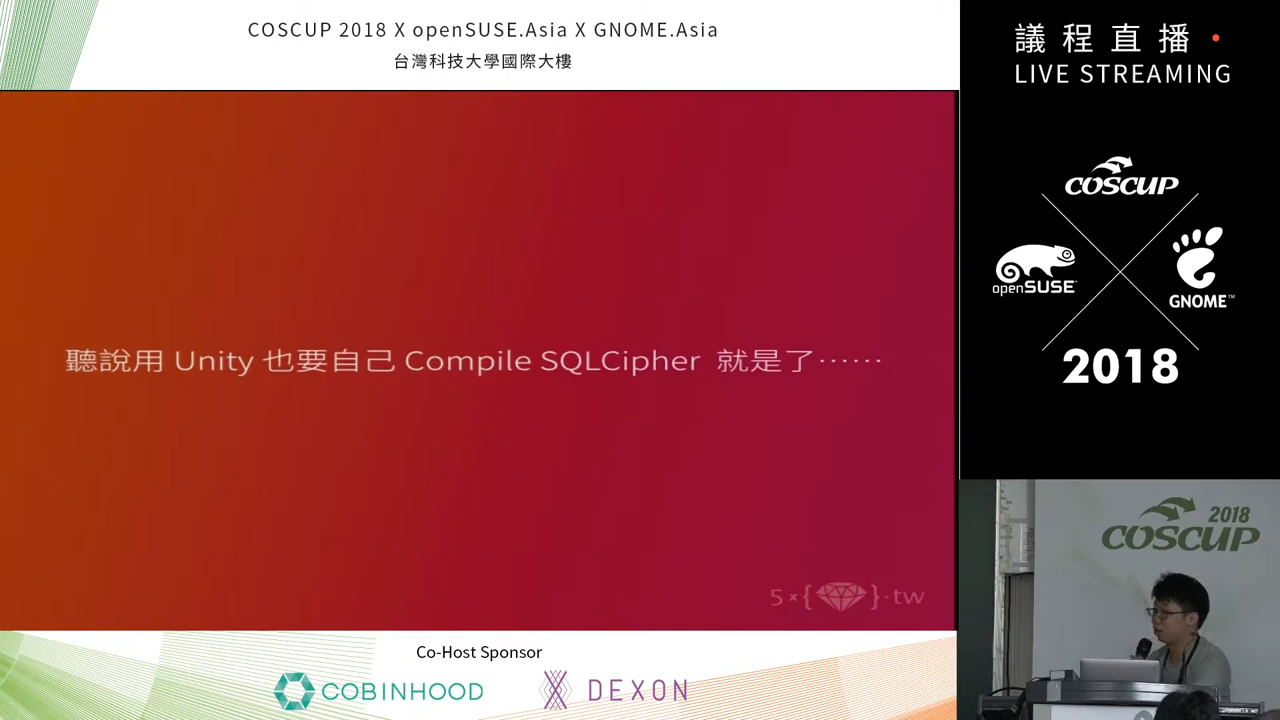 COSCUP 2018 X openSUSE.Asia X GNOME.Asia
台灣科技大學國際大樓
聽說用 Unity 也要自己 Compile SQLCipher 就是了⋯⋯
5×{}·tw
Co-Host Sponsor
COBINHOOD
DEXON
議程直播
LIVE STREAMING
COSCUP
openSUSE
GNOME™
2018
2018
COSCUP